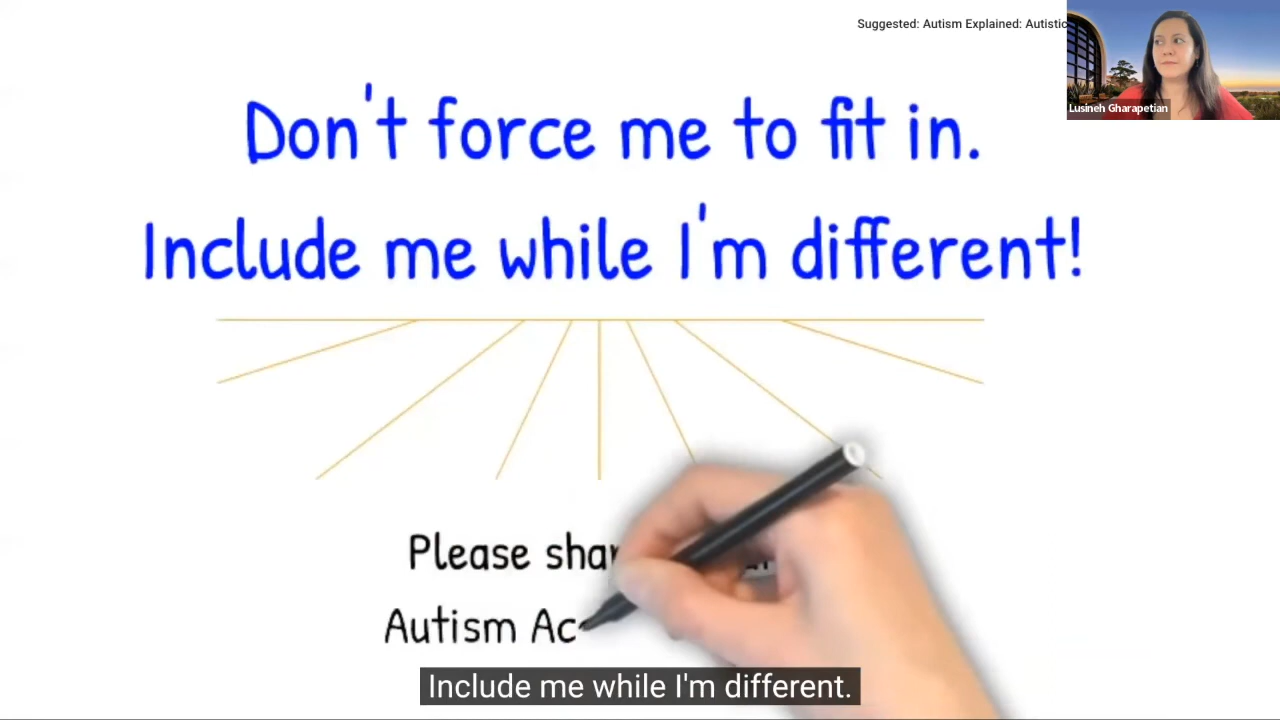 Suggested: Autism Explained: Autistic
Lusineh Gharapetian
Don't force me to fit in.
Include me while I'm different!
Please shar
Autism Ac
Include me while I'm different.